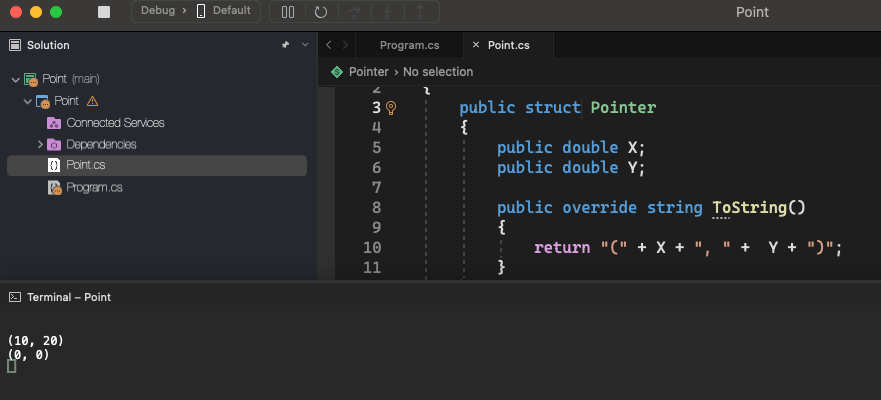 Debug > Default
Point
Solution
Program.cs
× Point.cs
Pointer > No selection
Point (main)
Point
Connected Services
Dependencies
Point.cs
Program.cs
2 {
3 public struct Pointer
4 {
5 public double X;
6 public double Y;
7
8 public override string ToString()
9 {
10 return "(" + X + ", " +  Y + ")";
11 }
Terminal – Point
(10, 20)
(0, 0)